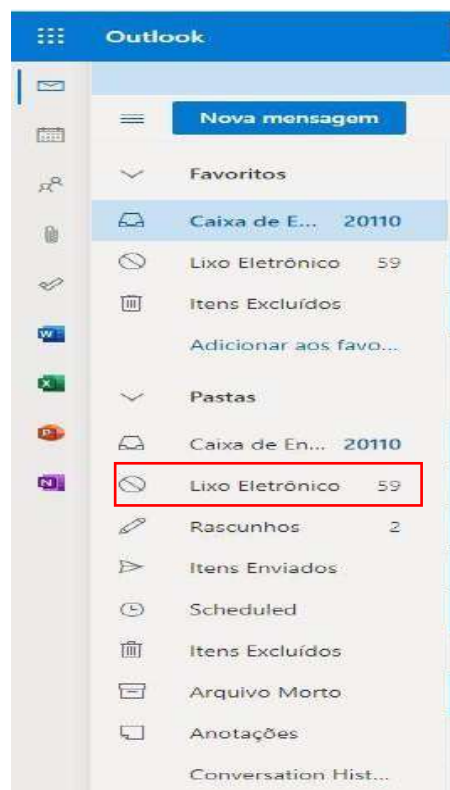 Outlook
Nova mensagem
Favoritos
Caixa de E... 20110
Lixo Eletrônico 59
Itens Excluídos
Adicionar aos favo...
Pastas
Caixa de En... 20110
Lixo Eletrônico 59
Rascunhos 2
Itens Enviados
Scheduled
Itens Excluídos
Arquivo Morto
Anotações
Conversation Hist...